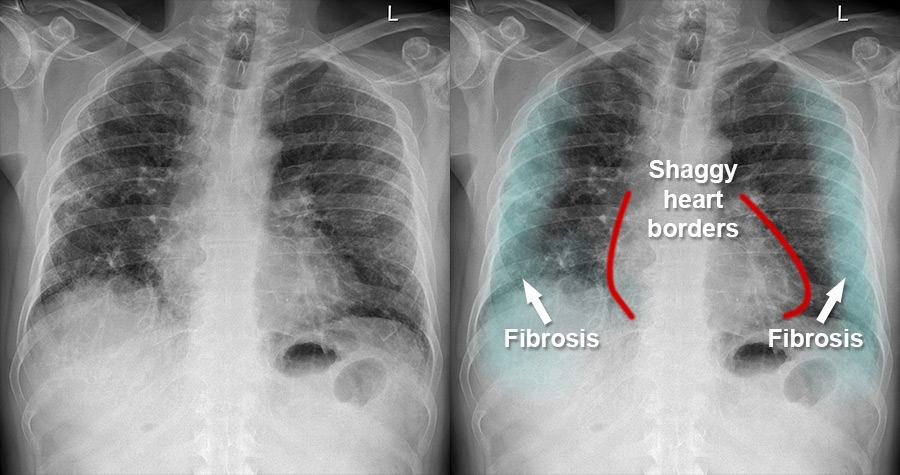 L
L
Shaggy
heart
borders
Fibrosis
Fibrosis